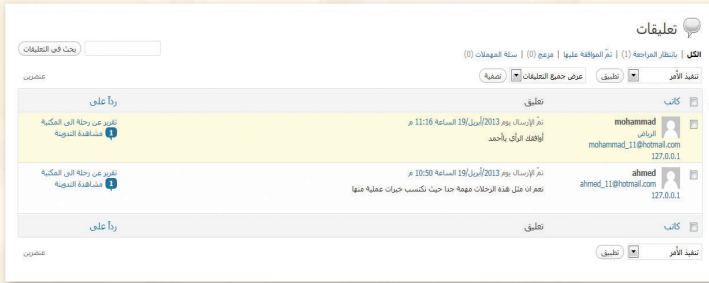 تعليقات
الكل | بانتظار المراجعة (1) | تمّ الموافقة عليها | مزعج (0) | سلة المهملات (0)
بحث في التعليقات
تنفيذ الأمر تطبيق عرض جميع التعليقات تصفية
عنصرين
كاتب تعليق رداً على
mohammad
الرياض
mohammad_11@hotmail.com
127.0.0.1
تمّ الإرسال يوم 2013/أبريل/19 الساعة 11:16 م
أوافقك الرأي ياأحمد
تقرير عن رحلة الى المكتبة
1 مشاهدة التدوينة
ahmed
ahmed_11@hotmail.com
127.0.0.1
تمّ الإرسال يوم 2013/أبريل/19 الساعة 10:50 م
نعم ان مثل هذه الرحلات مهمة جدا حيث نكتسب خبرات عملية منها
تقرير عن رحلة الى المكتبة
1 مشاهدة التدوينة
كاتب تعليق رداً على
تنفيذ الأمر تطبيق
عنصرين